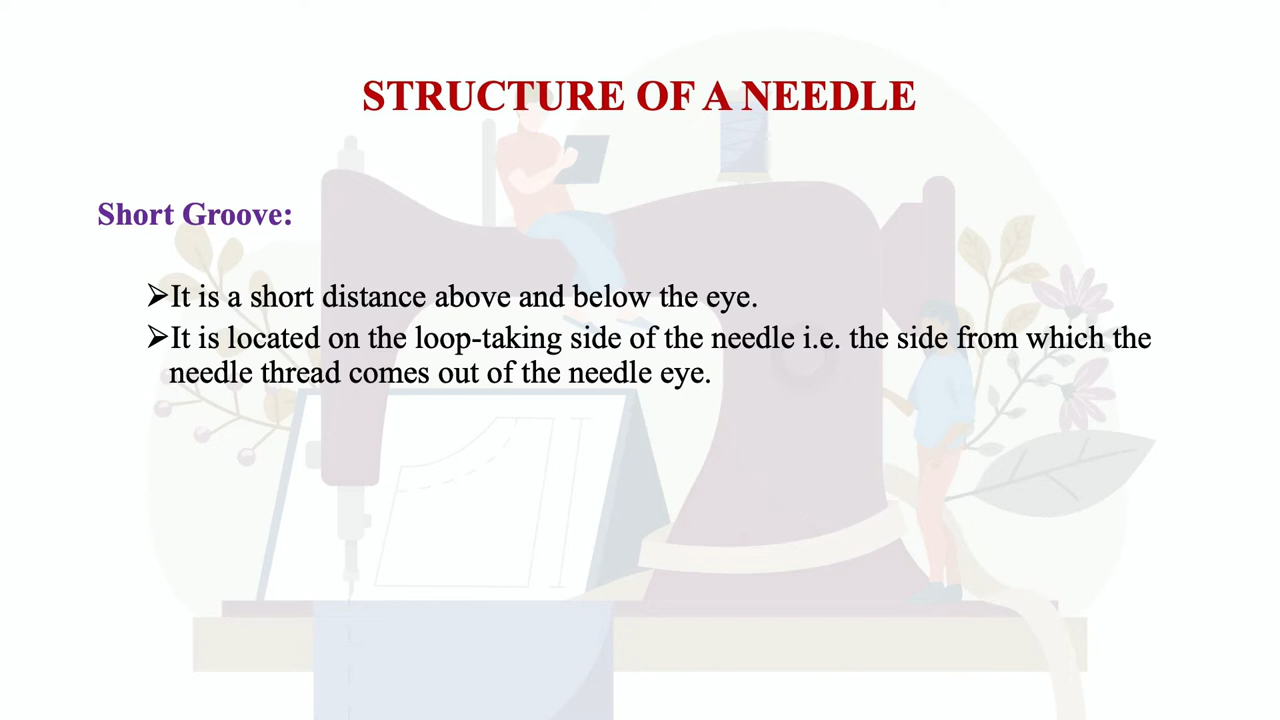 STRUCTURE OF A NEEDLE
Short Groove:
➢It is a short distance above and below the eye.
➢It is located on the loop-taking side of the needle i.e. the side from which the
needle thread comes out of the needle eye.